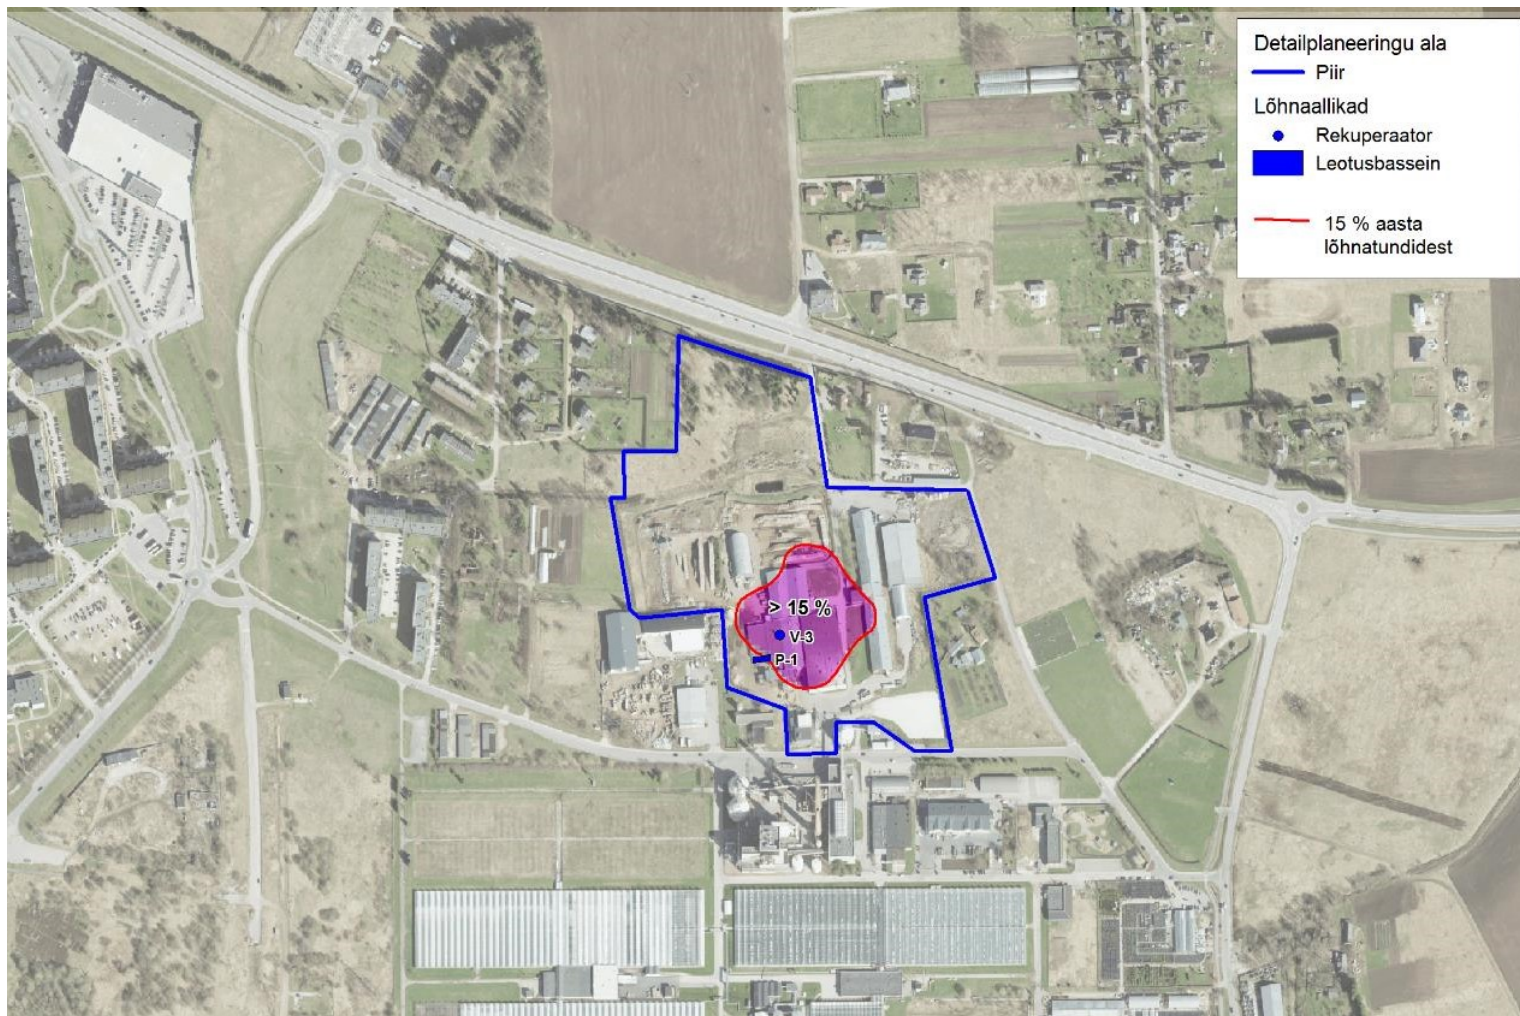 Detailplaneeringu ala
Piir
Lõhnaallikad
Rekuperaator
Leotusbassein
15 % aasta
lõhnatundidest
> 15 %
V-3
P-1